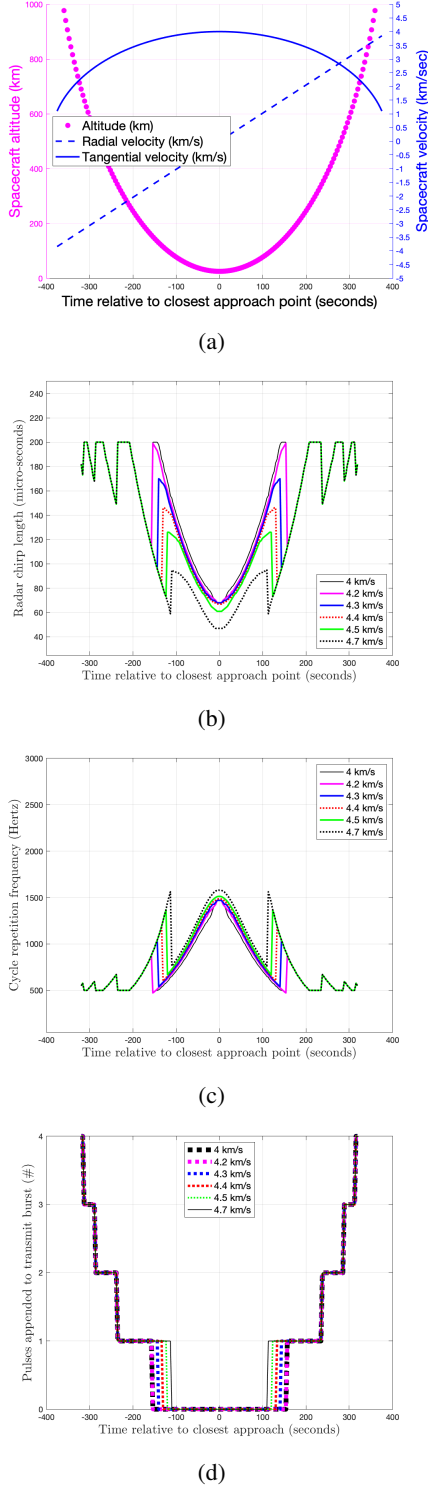 1000
800
600
400
200
0
Spacecraft altitude (km)
5
4.5
4
3.5
3
2.5
2
1.5
1
0.5
0
-0.5
-1
-1.5
-2
-2.5
-3
-3.5
-4
-4.5
-5
Spacecraft velocity (km/sec)
Altitude (km)
Radial velocity (km/s)
Tangential velocity (km/s)
-400 -300 -200 -100 0 100 200 300 400
Time relative to closest approach point (seconds)
(a)
240
220
200
180
160
140
120
100
80
60
40
Radar chirp length (micro-seconds)
4 km/s
4.2 km/s
4.3 km/s
4.4 km/s
4.5 km/s
4.7 km/s
-400 -300 -200 -100 0 100 200 300 400
Time relative to closest approach point (seconds)
(b)
3000
2500
2000
1500
1000
500
Cycle repetition frequency (Hertz)
4 km/s
4.2 km/s
4.3 km/s
4.4 km/s
4.5 km/s
4.7 km/s
-400 -300 -200 -100 0 100 200 300 400
Time relative to closest approach point (seconds)
(c)
4
3
2
1
0
Pulses appended to transmit burst (#)
4 km/s
4.2 km/s
4.3 km/s
4.4 km/s
4.5 km/s
4.7 km/s
-400 -300 -200 -100 0 100 200 300 400
Time relative to closest approach (seconds)
(d)